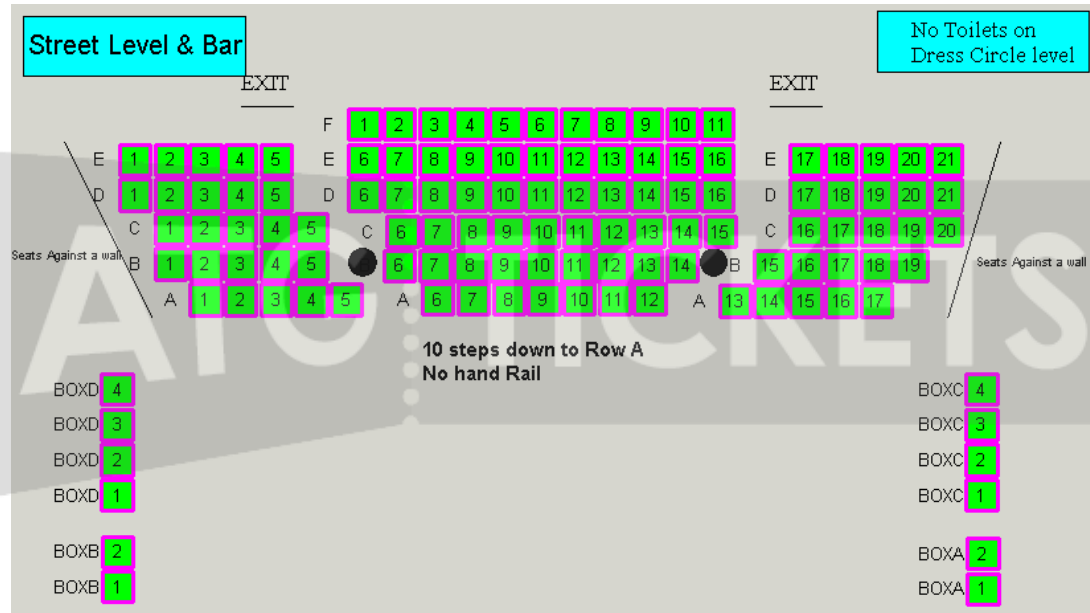 Street Level & Bar
No Toilets on
Dress Circle level
EXIT
EXIT
F 1 2 3 4 5 6 7 8 9 10 11
E 1 2 3 4 5 E 6 7 8 9 10 11 12 13 14 15 16 E 17 18 19 20 21
D 1 2 3 4 5 D 6 7 8 9 10 11 12 13 14 15 16 D 17 18 19 20 21
C 1 2 3 4 5 C 6 7 8 9 10 11 12 13 14 15 C 16 17 18 19 20
Seats Against a wall B 1 2 3 4 5 6 7 8 9 10 11 12 13 14 B 15 16 17 18 19 Seats Against a wall
A 1 2 3 4 5 A 6 7 8 9 10 11 12 A 13 14 15 16 17
ATG TICKETS
10 steps down to Row A
No hand Rail
BOXD 4 BOXC 4
BOXD 3 BOXC 3
BOXD 2 BOXC 2
BOXD 1 BOXC 1
BOXB 2 BOXA 2
BOXB 1 BOXA 1